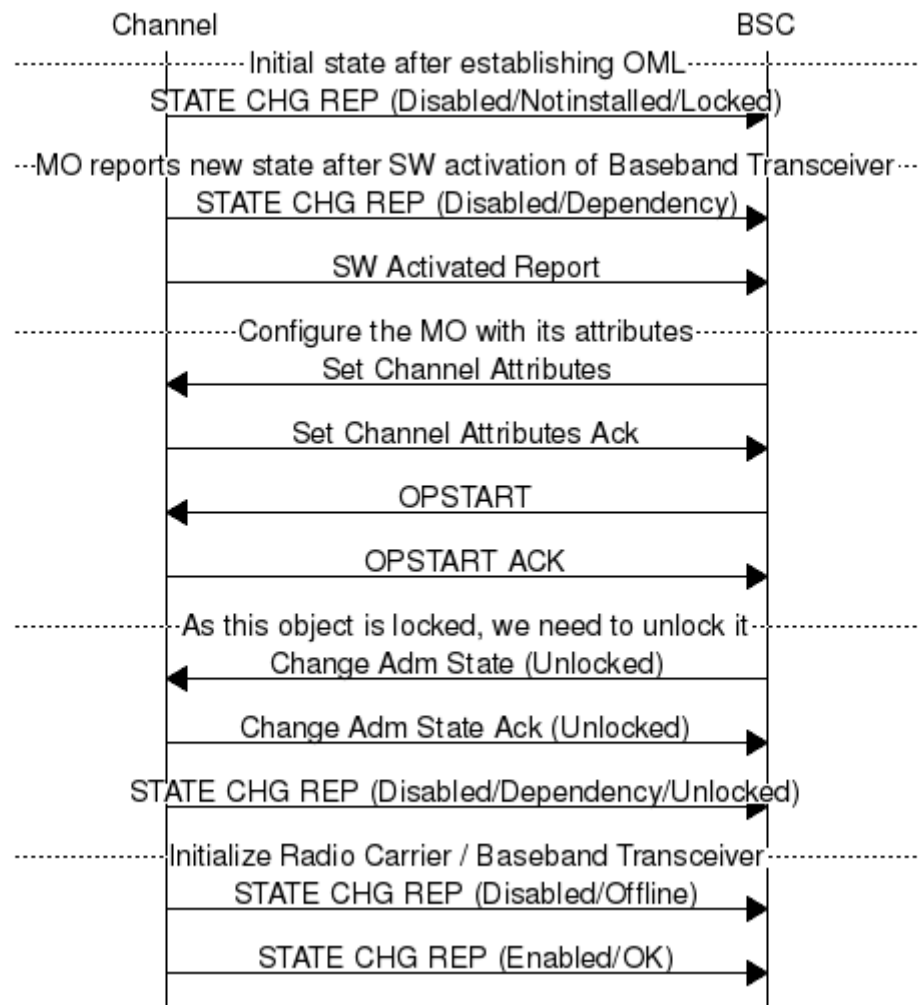 Channel BSC
Initial state after establishing OML
STATE CHG REP (Disabled/Notinstalled/Locked)
MO reports new state after SW activation of Baseband Transceiver
STATE CHG REP (Disabled/Dependency)
SW Activated Report
Configure the MO with its attributes
Set Channel Attributes
Set Channel Attributes Ack
OPSTART
OPSTART ACK
As this object is locked, we need to unlock it
Change Adm State (Unlocked)
Change Adm State Ack (Unlocked)
STATE CHG REP (Disabled/Dependency/Unlocked)
Initialize Radio Carrier / Baseband Transceiver
STATE CHG REP (Disabled/Offline)
STATE CHG REP (Enabled/OK)